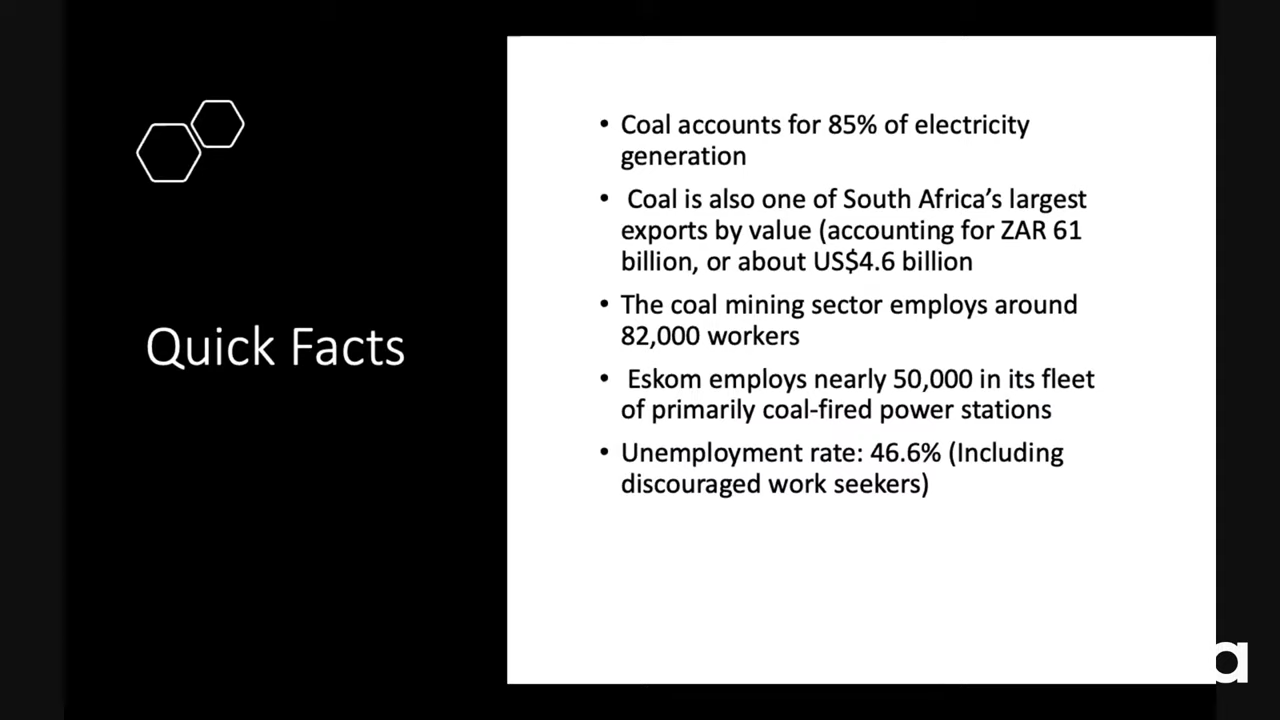 Quick Facts
• Coal accounts for 85% of electricity
generation
• Coal is also one of South Africa’s largest
exports by value (accounting for ZAR 61
billion, or about US$4.6 billion
• The coal mining sector employs around
82,000 workers
• Eskom employs nearly 50,000 in its fleet
of primarily coal-fired power stations
• Unemployment rate: 46.6% (Including
discouraged work seekers)
a